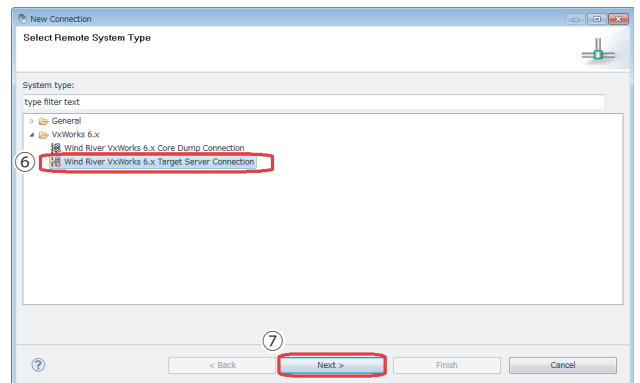 New Connection
Select Remote System Type
System type:
type filter text
General
VxWorks 6.x
Wind River VxWorks 6.x Core Dump Connection
⑥ Wind River VxWorks 6.x Target Server Connection
⑦
< Back Next > Finish Cancel